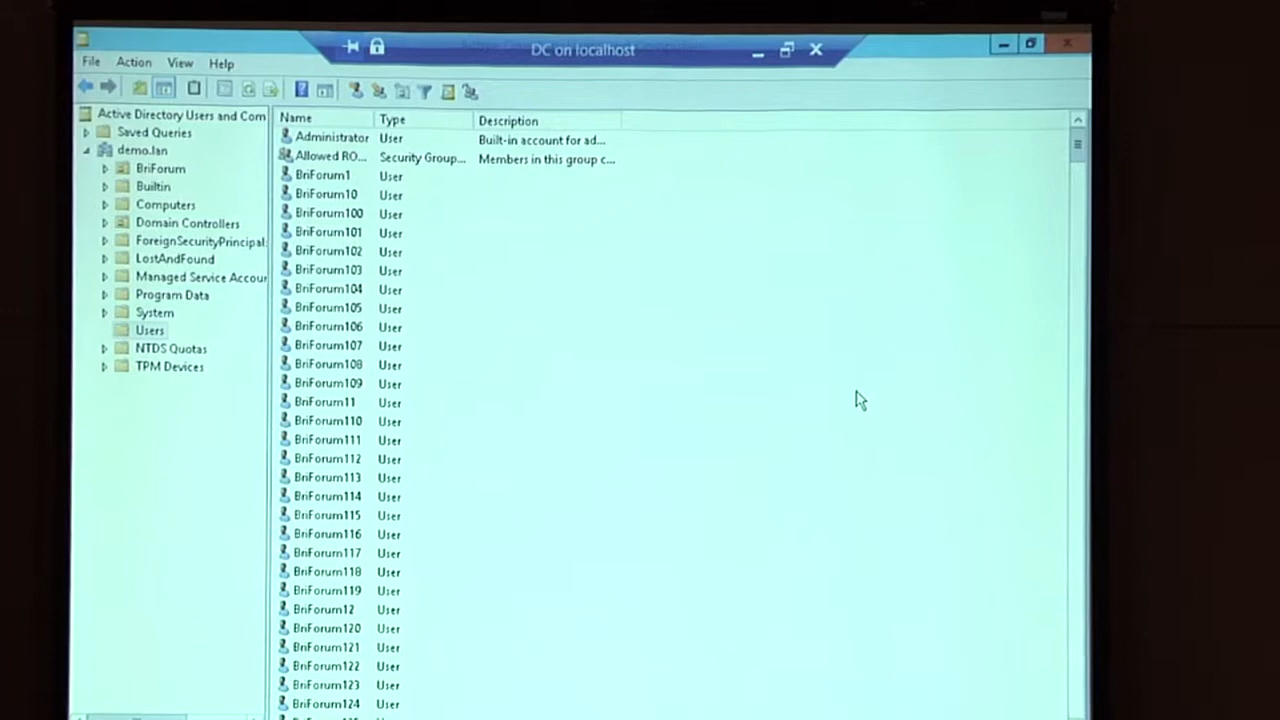 DC on localhost
File Action View Help
Active Directory Users and Com
Saved Queries
demo.lan
BriForum
Builtin
Computers
Domain Controllers
ForeignSecurityPrincipal:
LostAndFound
Managed Service Accour
Program Data
System
Users
NTDS Quotas
TPM Devices
Name Type Description
Administrator User Built-in account for ad...
Allowed RO... Security Group... Members in this group c...
BriForum1 User
BriForum10 User
BriForum100 User
BriForum101 User
BriForum102 User
BriForum103 User
BriForum104 User
BriForum105 User
BriForum106 User
BriForum107 User
BriForum108 User
BriForum109 User
BriForum11 User
BriForum110 User
BriForum111 User
BriForum112 User
BriForum113 User
BriForum114 User
BriForum115 User
BriForum116 User
BriForum117 User
BriForum118 User
BriForum119 User
BriForum12 User
BriForum120 User
BriForum121 User
BriForum122 User
BriForum123 User
BriForum124 User